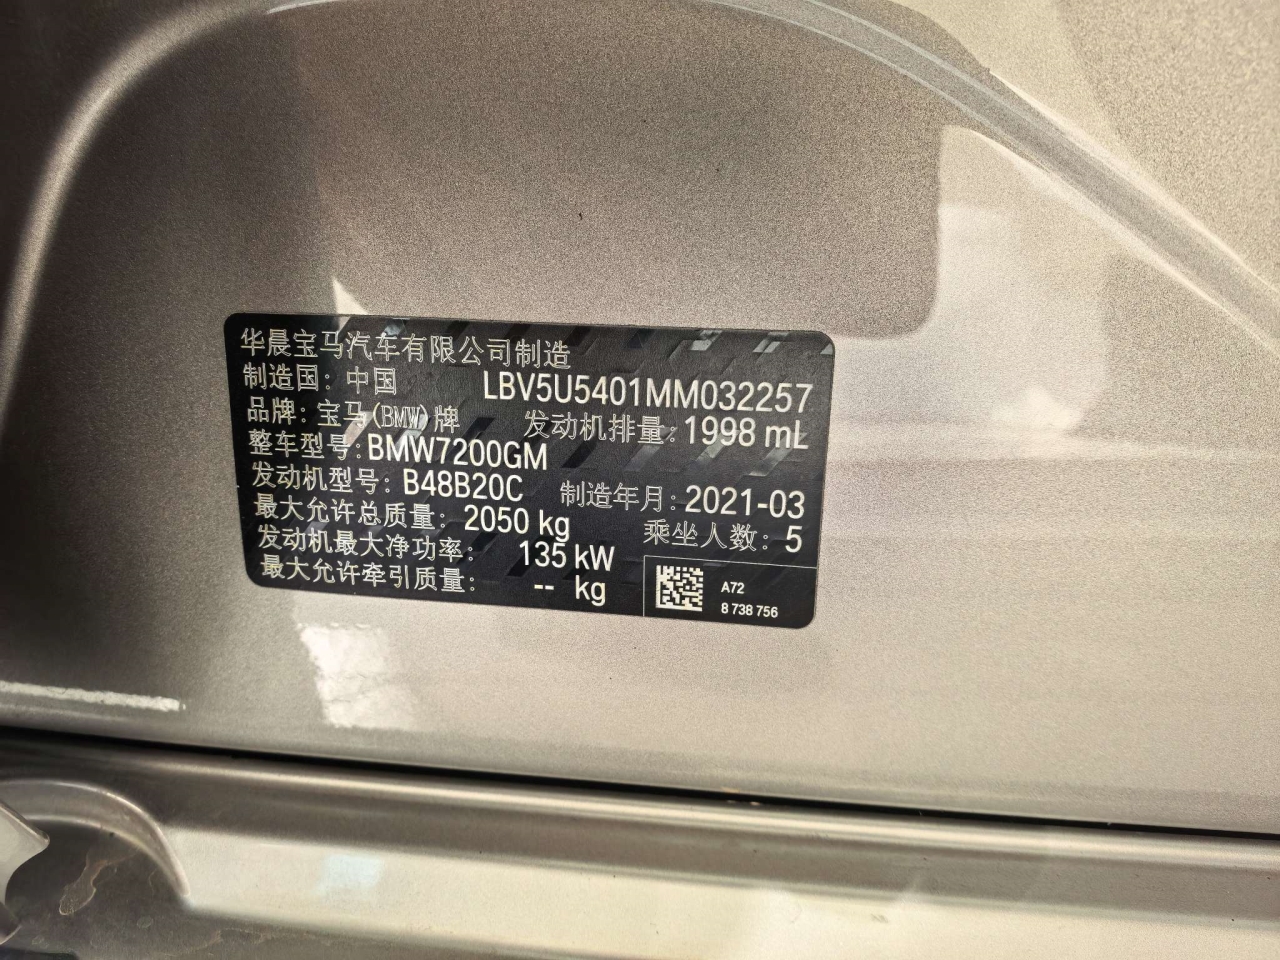 华晨宝马汽车有限公司制造
制造国：中国 LBV5U5401MM032257
品牌：宝马(BMW)牌 发动机排量：1998 mL
整车型号：BMW7200GM
发动机型号：B48B20C 制造年月：2021-03
最大允许总质量：2050 kg 乘坐人数：5
发动机最大净功率：135 kW
最大允许牵引质量：-- kg
A72
8 738 756